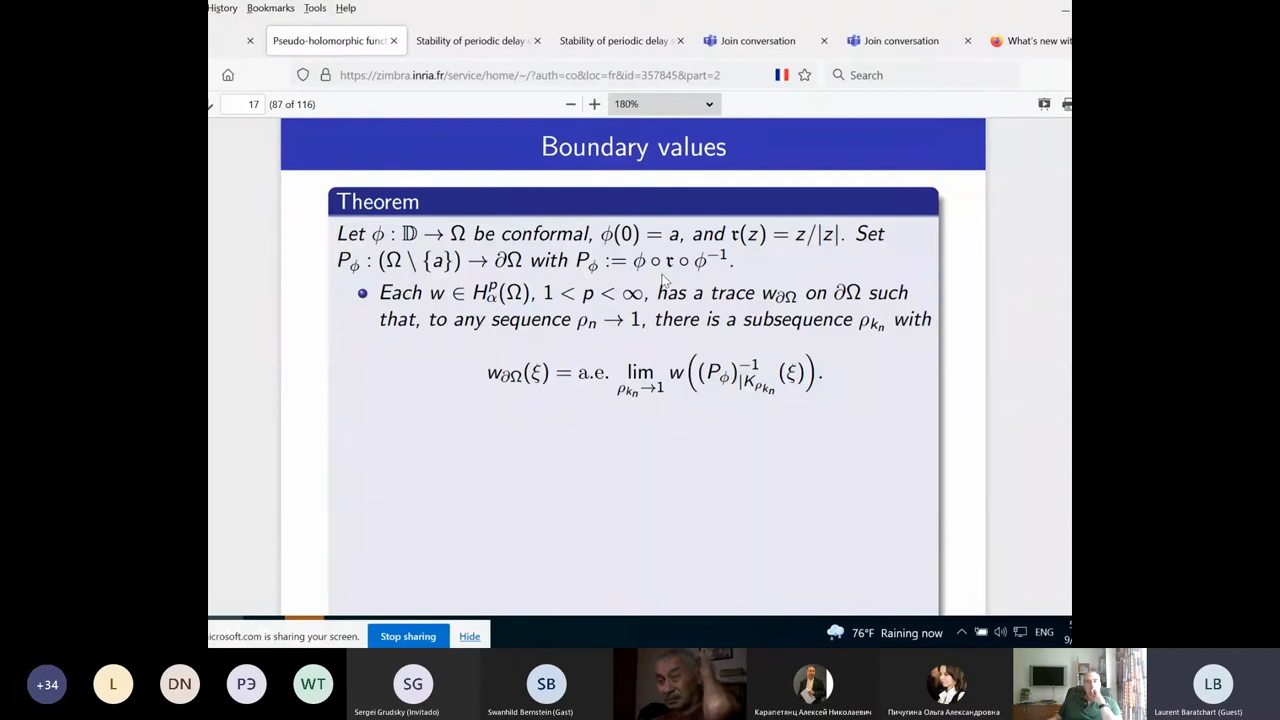 History Bookmarks Tools Help
Pseudo-holomorphic func
Stability of periodic delay s
Stability of periodic delay s
Join conversation
Join conversation
What's new wit
https://zimbra.inria.fr/service/home/~/?auth=co&loc=fr&id=357845&part=2
Search
17 (87 of 116)
180%
Boundary values
Theorem
Let ϕ : 𝔻 → Ω be conformal, ϕ(0) = a, and 𝔯(z) = z/|z|. Set
P_ϕ : (Ω \ {a}) → ∂Ω with P_ϕ := ϕ ∘ 𝔯 ∘ ϕ⁻¹.
Each w ∈ H^p_α(Ω), 1 < p < ∞, has a trace w_∂Ω on ∂Ω such
that, to any sequence ρ_n → 1, there is a subsequence ρ_{k_n} with
w_∂Ω(ξ) = a.e. lim_{ρ_{k_n}→1} w((P_ϕ)^{-1}_{|K_{ρ_{k_n}}}(ξ)).
icrosoft.com is sharing your screen.
Stop sharing
Hide
76°F Raining now
ENG
+34
L
DN
РЭ
WT
SG
SB
LB
Sergei Grudsky (Invitado)
Swanhild Bernstein (Gast)
Карапетянц Алексей Николаевич
Пичугина Ольга Александровна
Laurent Baratchart (Guest)